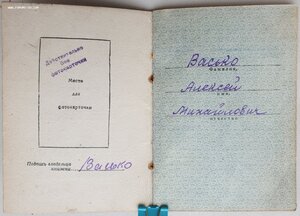 Действительно
без
фотокарточки
Место
для
фотокарточки
Подпись владельца
книжки Васько
Васько
фамилия,
Алексей
имя,
Михайлович
отчество